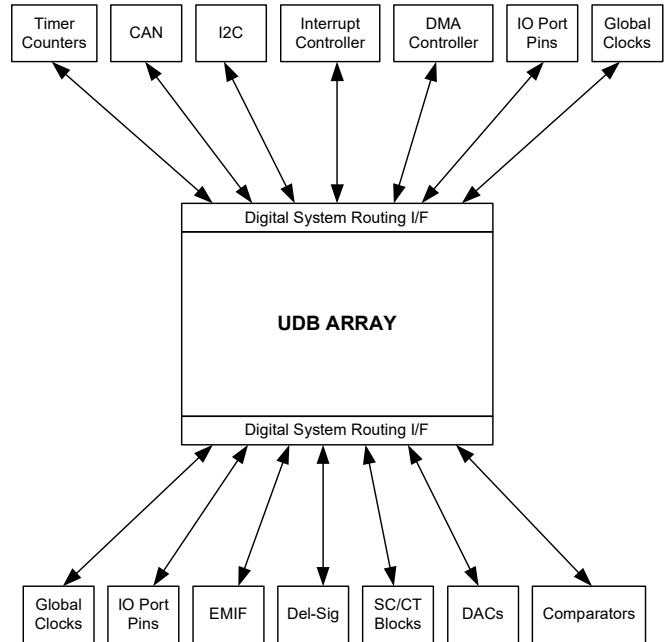 Timer
Counters
CAN
I2C
Interrupt
Controller
DMA
Controller
IO Port
Pins
Global
Clocks
Digital System Routing I/F
UDB ARRAY
Digital System Routing I/F
Global
Clocks
IO Port
Pins
EMIF
Del-Sig
SC/CT
Blocks
DACs
Comparators